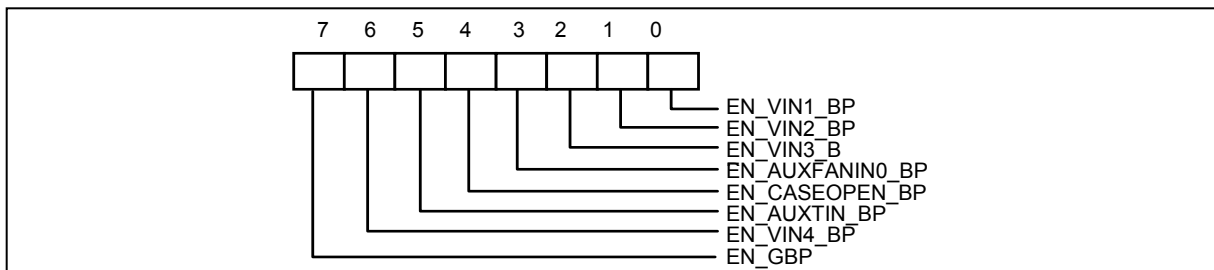 7 6 5 4 3 2 1 0
EN_VIN1_BP
EN_VIN2_BP
EN_VIN3_B
EN_AUXFANIN0_BP
EN_CASEOPEN_BP
EN_AUXTIN_BP
EN_VIN4_BP
EN_GBP